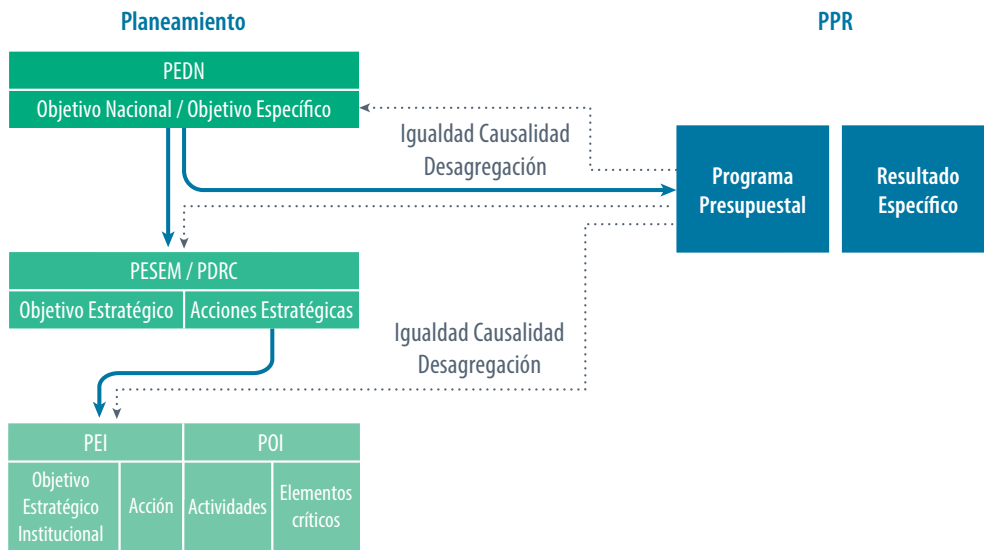 Planeamiento
PPR
PEDN
Objetivo Nacional / Objetivo Específico
Igualdad Causalidad
Desagregación
Programa
Presupuestal
Resultado
Específico
PESEM / PDRC
Objetivo Estratégico
Acciones Estratégicas
Igualdad Causalidad
Desagregación
PEI
POI
Objetivo
Estratégico
Institucional
Acción
Actividades
Elementos
críticos